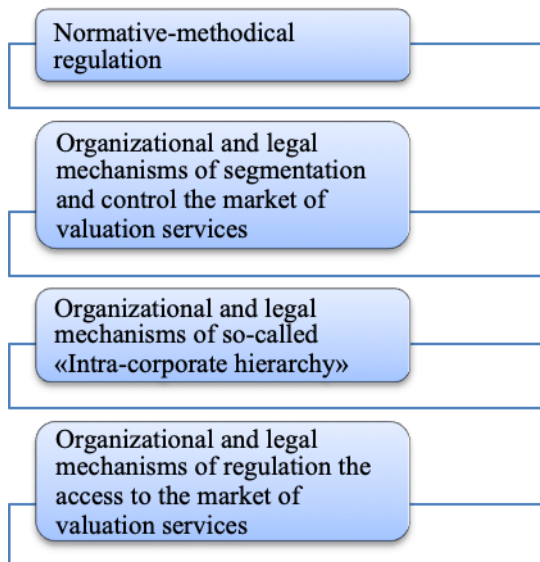 Normative-methodical
regulation
Organizational and legal
mechanisms of segmentation
and control the market of
valuation services
Organizational and legal
mechanisms of so-called
«Intra-corporate hierarchy»
Organizational and legal
mechanisms of regulation the
access to the market of
valuation services